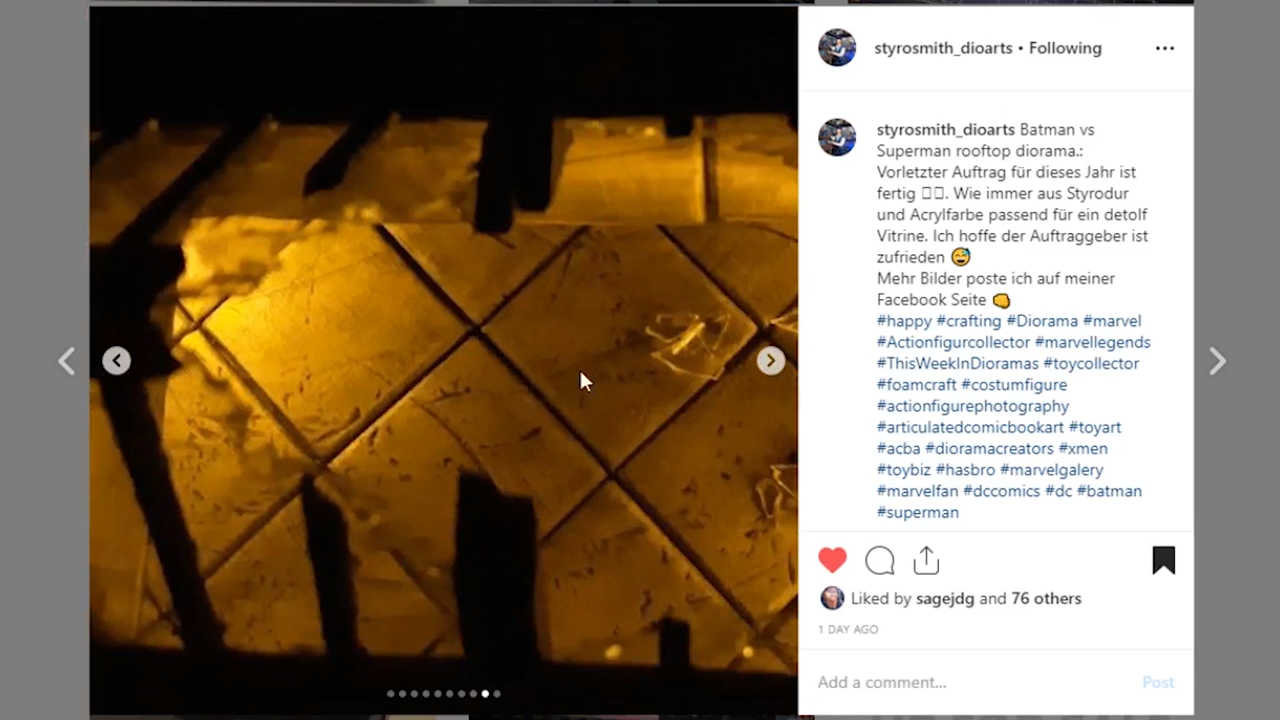 styrosmith_dioarts • Following
styrosmith_dioarts Batman vs
Superman rooftop diorama.:
Vorletzter Auftrag für dieses Jahr ist
fertig. Wie immer aus Styrodur
und Acrylfarbe passend für ein detolf
Vitrine. Ich hoffe der Auftraggeber ist
zufrieden 😅
Mehr Bilder poste ich auf meiner
Facebook Seite 👊
#happy #crafting #Diorama #marvel
#Actionfigurcollector #marvellegends
#ThisWeekInDioramas #toycollector
#foamcraft #costumfigure
#actionfigurephotography
#articulatedcomicbookart #toyart
#acba #dioramacreators #xmen
#toybiz #hasbro #marvelgalery
#marvelfan #dccomics #dc #batman
#superman
Liked by sagejdg and 76 others
1 DAY AGO
Add a comment... Post